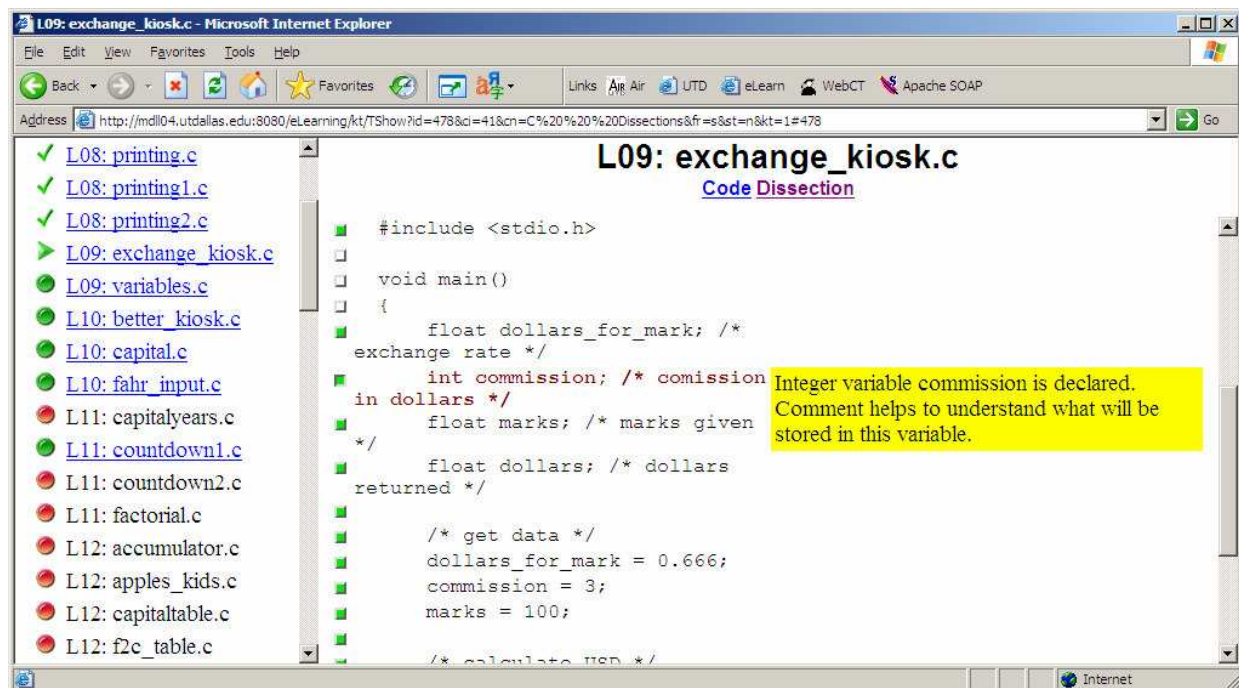 L09: exchange_kiosk.c - Microsoft Internet Explorer
File Edit View Favorites Tools Help
Back Favorites Links Air Air UTD eLearn WebCT Apache SOAP
Address http://mdll04.utdallas.edu:8080/eLearning/kt/TShow?id=478&ci=41&cn=C%20%20%20Dissections&fr=s&st=n&kt=1#478 Go
L08: printing.c
L08: printing1.c
L08: printing2.c
L09: exchange_kiosk.c
L09: variables.c
L10: better_kiosk.c
L10: capital.c
L10: fahr_input.c
L11: capitalyears.c
L11: countdown1.c
L11: countdown2.c
L11: factorial.c
L12: accumulator.c
L12: apples_kids.c
L12: capitaltable.c
L12: f2c_table.c
L09: exchange_kiosk.c
Code Dissection
#include <stdio.h>
void main()
{
float dollars_for_mark; /*
exchange rate */
int commission; /* comission
in dollars */
float marks; /* marks given
*/
float dollars; /* dollars
returned */
/* get data */
dollars_for_mark = 0.666;
commission = 3;
marks = 100;
/* calculate USD */
Integer variable commission is declared.
Comment helps to understand what will be
stored in this variable.
Internet